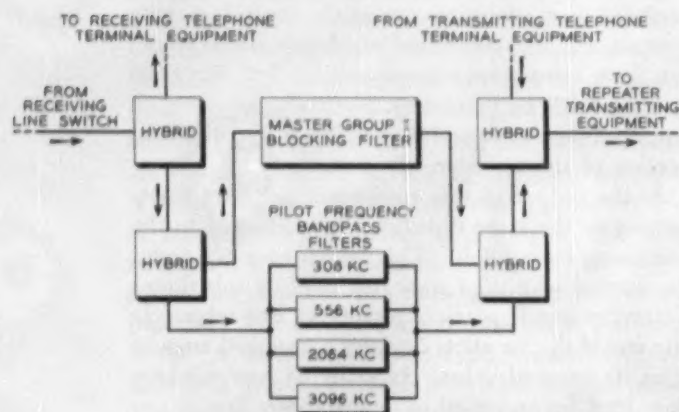 TO RECEIVING TELEPHONE
TERMINAL EQUIPMENT
FROM TRANSMITTING TELEPHONE
TERMINAL EQUIPMENT
FROM
RECEIVING
LINE SWITCH
HYBRID
MASTER GROUP I
BLOCKING FILTER
HYBRID
TO
REPEATER
TRANSMITTING
EQUIPMENT
PILOT FREQUENCY
BANDPASS
FILTERS
HYBRID
308 KC
HYBRID
556 KC
2064 KC
3096 KC